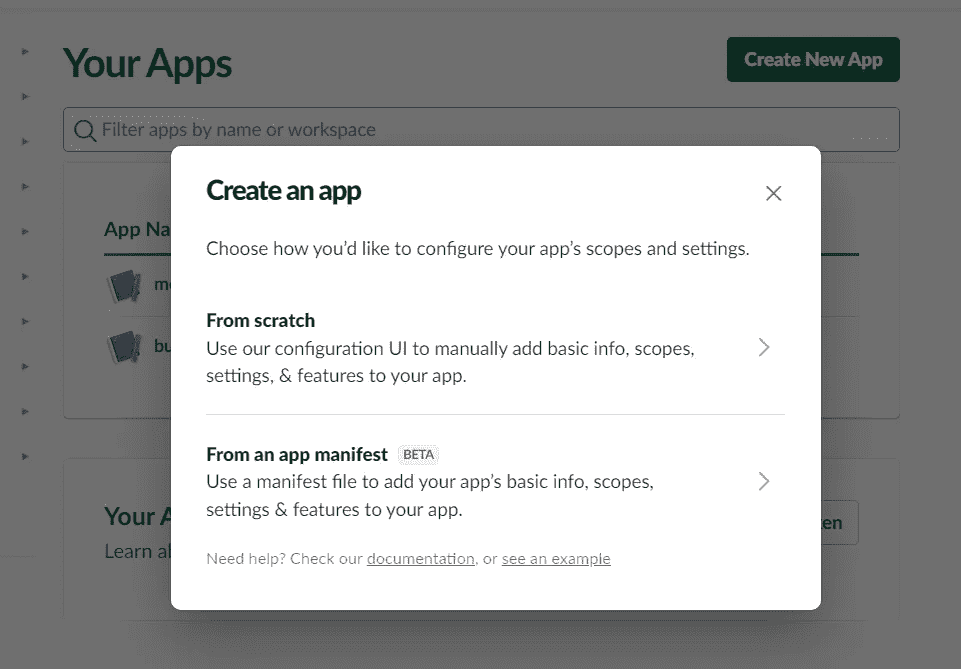 Your Apps
Create New App
Filter apps by name or workspace
Create an app
Choose how you’d like to configure your app’s scopes and settings.
App Na
From scratch
Use our configuration UI to manually add basic info, scopes,
settings, & features to your app.
From an app manifest BETA
Use a manifest file to add your app’s basic info, scopes,
settings & features to your app.
Your A
Learn a
Need help? Check our documentation, or see an example